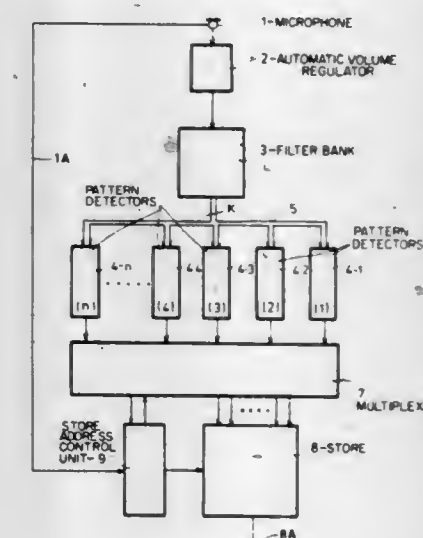 1-MICROPHONE
2-AUTOMATIC VOLUME
REGULATOR
1A
3-FILTER BANK
PATTERN
DETECTORS
K
5
PATTERN
DETECTORS
4-n
4-4
4-3
4-2
4-1
(n)
(4)
(3)
(2)
(1)
7
MULTIPLEX
STORE
ADDRESS
CONTROL
UNIT-9
8-STORE
8A